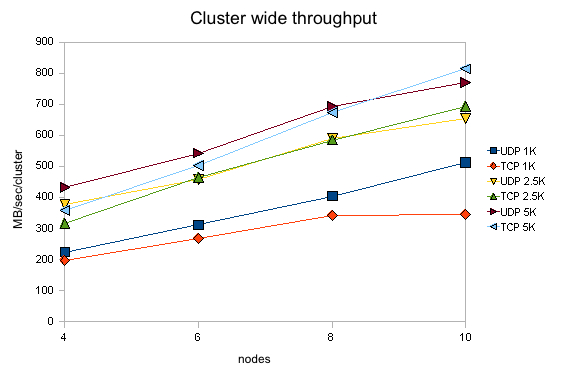 Cluster wide throughput
900
800
700
600
500
400
300
200
100
0
MB/sec/cluster
4
6
8
10
nodes
UDP 1K
TCP 1K
UDP 2.5K
TCP 2.5K
UDP 5K
TCP 5K